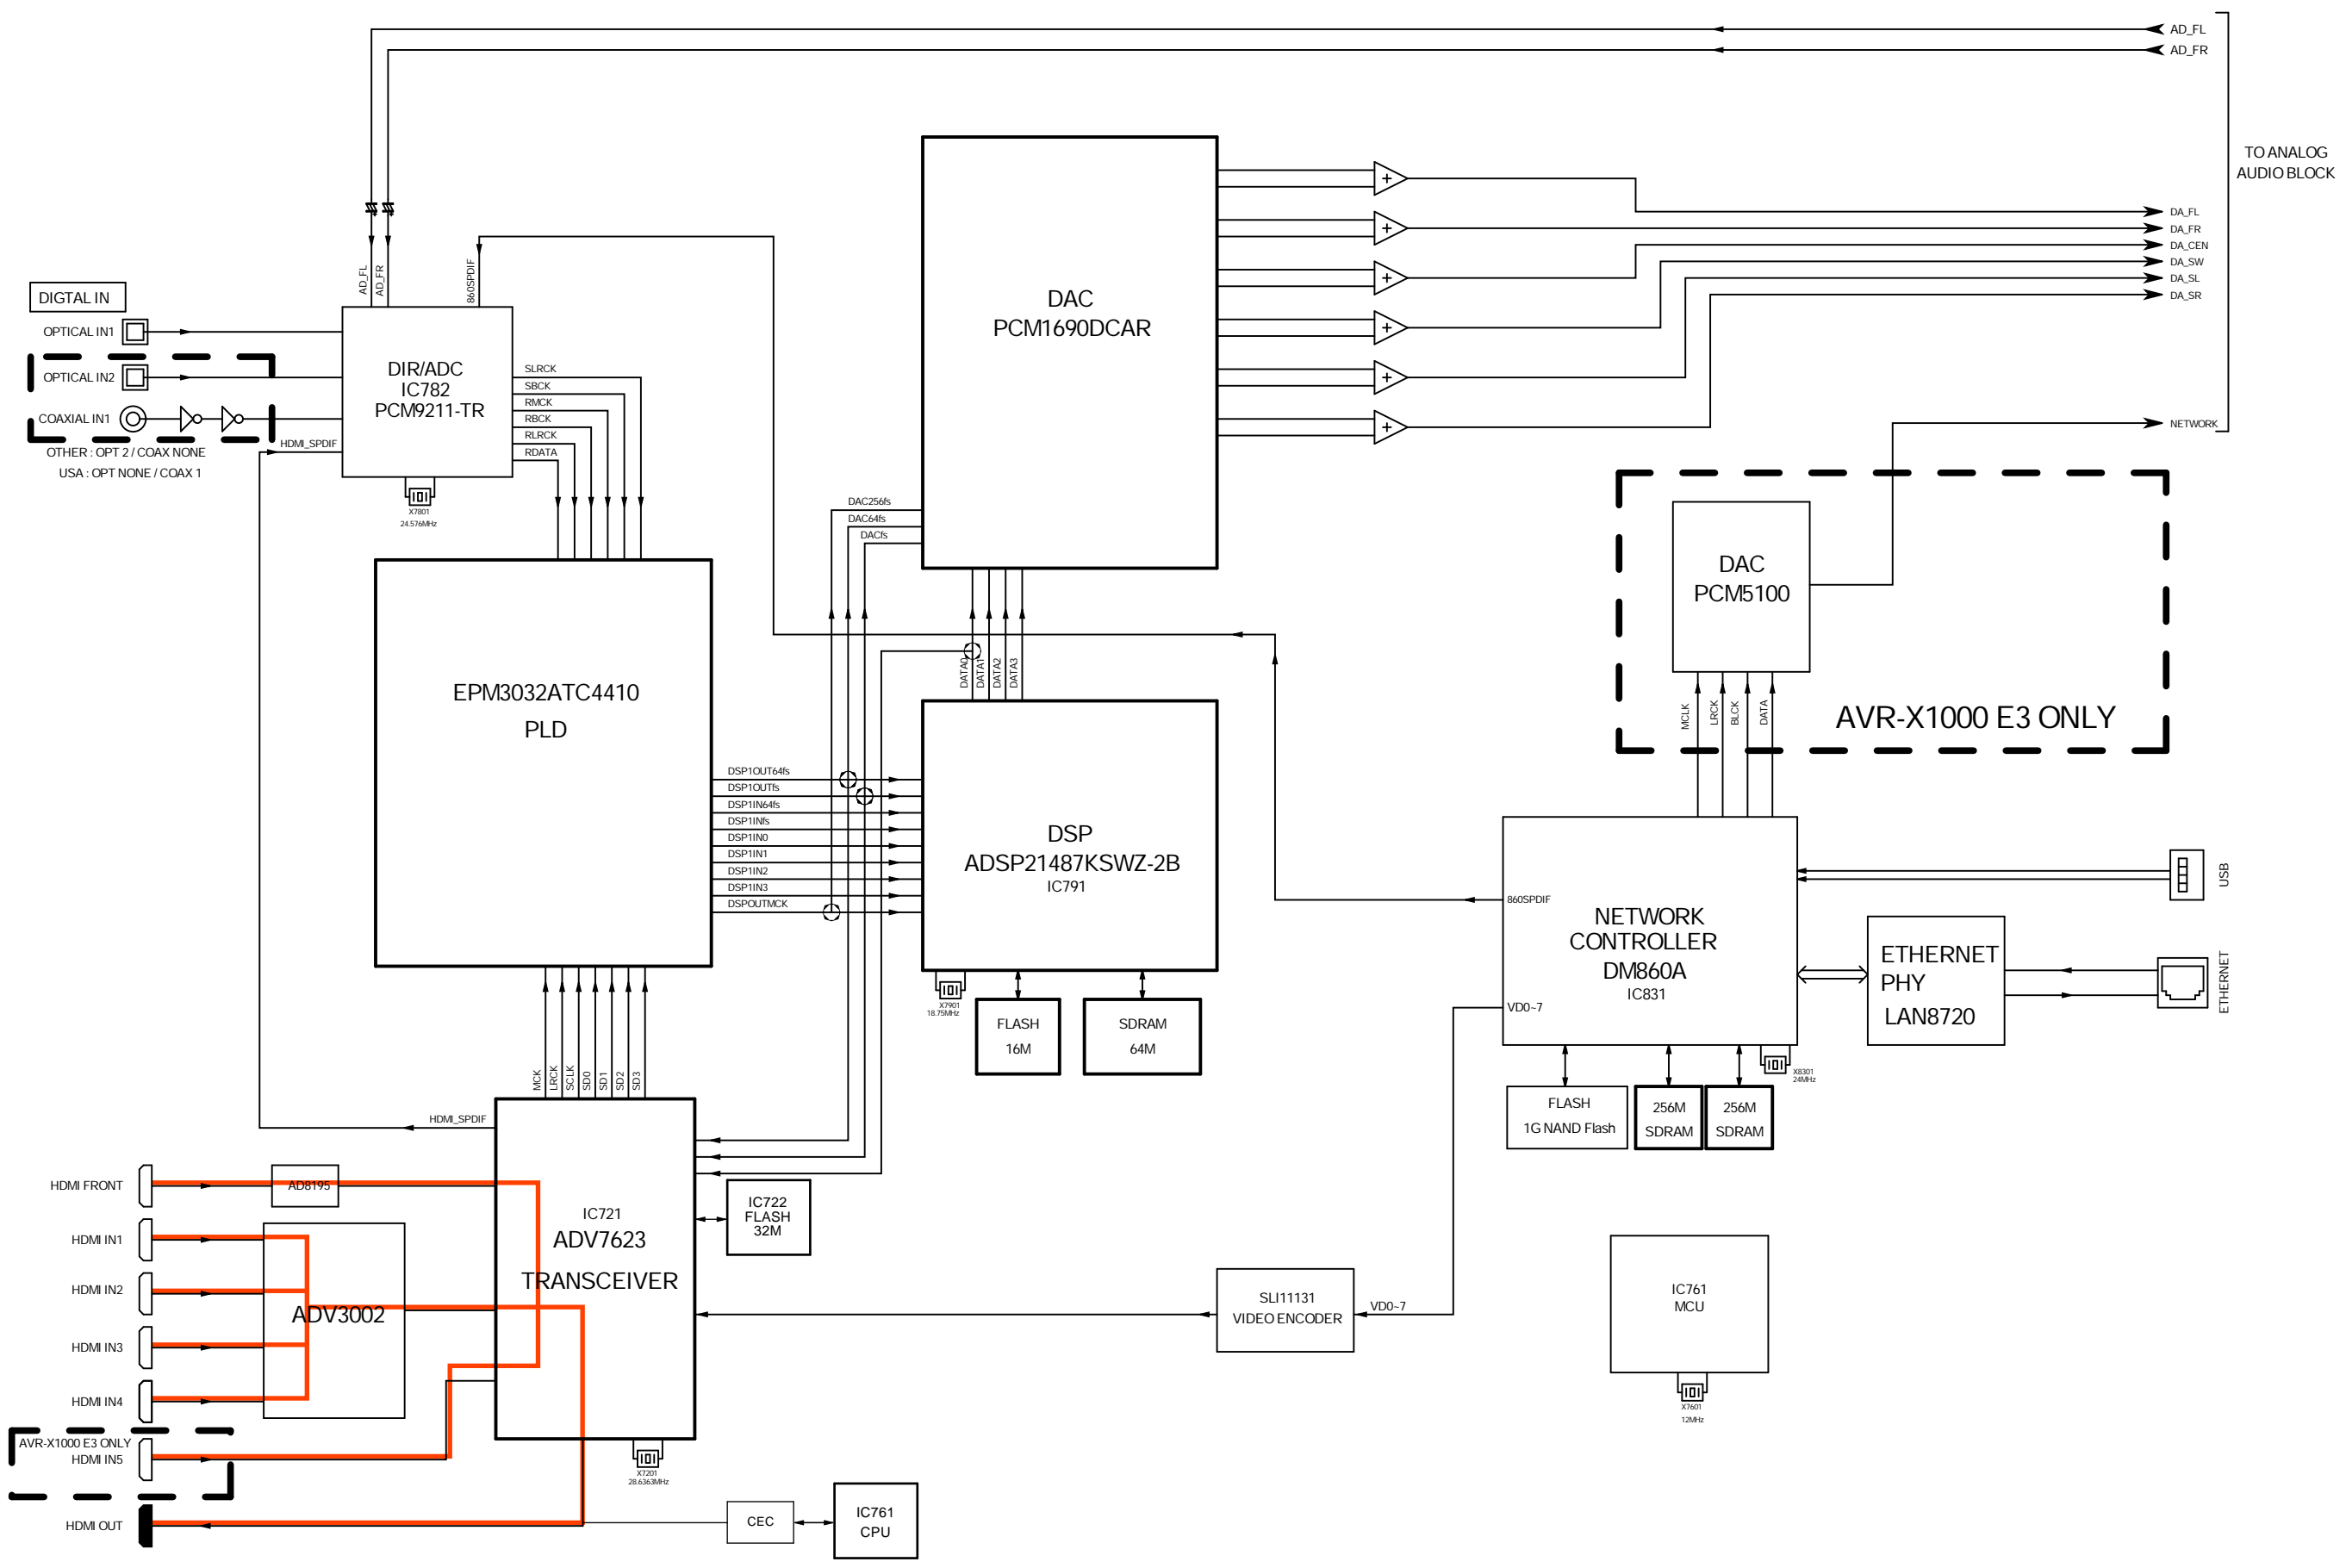 AD_FL
AD_FR
TO ANALOG
AUDIO BLOCK
DA_FL
DA_FR
DA_CEN
DA_SW
DA_SL
DA_SR
NETWORK
AD_FL
AD_FR
860SPDIF
DIGTAL IN
OPTICAL IN1
OPTICAL IN2
COAXIAL IN1
HDMI_SPDIF
OTHER : OPT 2 / COAX NONE
USA : OPT NONE / COAX 1
DIR/ADC
IC782
PCM9211-TR
SLRCK
SBCK
RMCK
RBCK
RLRCK
RDATA
X7801
24.576MHz
DAC
PCM1690DCAR
DAC256fs
DAC64fs
DACfs
DATA0
DATA1
DATA2
DATA3
DAC
PCM5100
AVR-X1000 E3 ONLY
MCLK
LRCK
BLCK
DATA
EPM3032ATC4410
PLD
DSP1OUT64fs
DSP1OUTfs
DSP1IN64fs
DSP1INfs
DSP1IN0
DSP1IN1
DSP1IN2
DSP1IN3
DSPOUTMCK
DSP
ADSP21487KSWZ-2B
IC791
X7901
18.75MHz
FLASH
16M
SDRAM
64M
860SPDIF
NETWORK
CONTROLLER
DM860A
IC831
VD0~7
X8301
24MHz
FLASH
1G NAND Flash
256M
SDRAM
256M
SDRAM
ETHERNET
PHY
LAN8720
USB
ETHERNET
MCK
LRCK
SCLK
SD0
SD1
SD2
SD3
HDMI_SPDIF
HDMI FRONT
AD8195
HDMI IN1
HDMI IN2
HDMI IN3
HDMI IN4
ADV3002
IC721
ADV7623
TRANSCEIVER
IC722
FLASH
32M
SLI11131
VIDEO ENCODER
VD0~7
IC761
MCU
X7601
12MHz
AVR-X1000 E3 ONLY
HDMI IN5
X7201
28.6363MHz
HDMI OUT
CEC
IC761
CPU